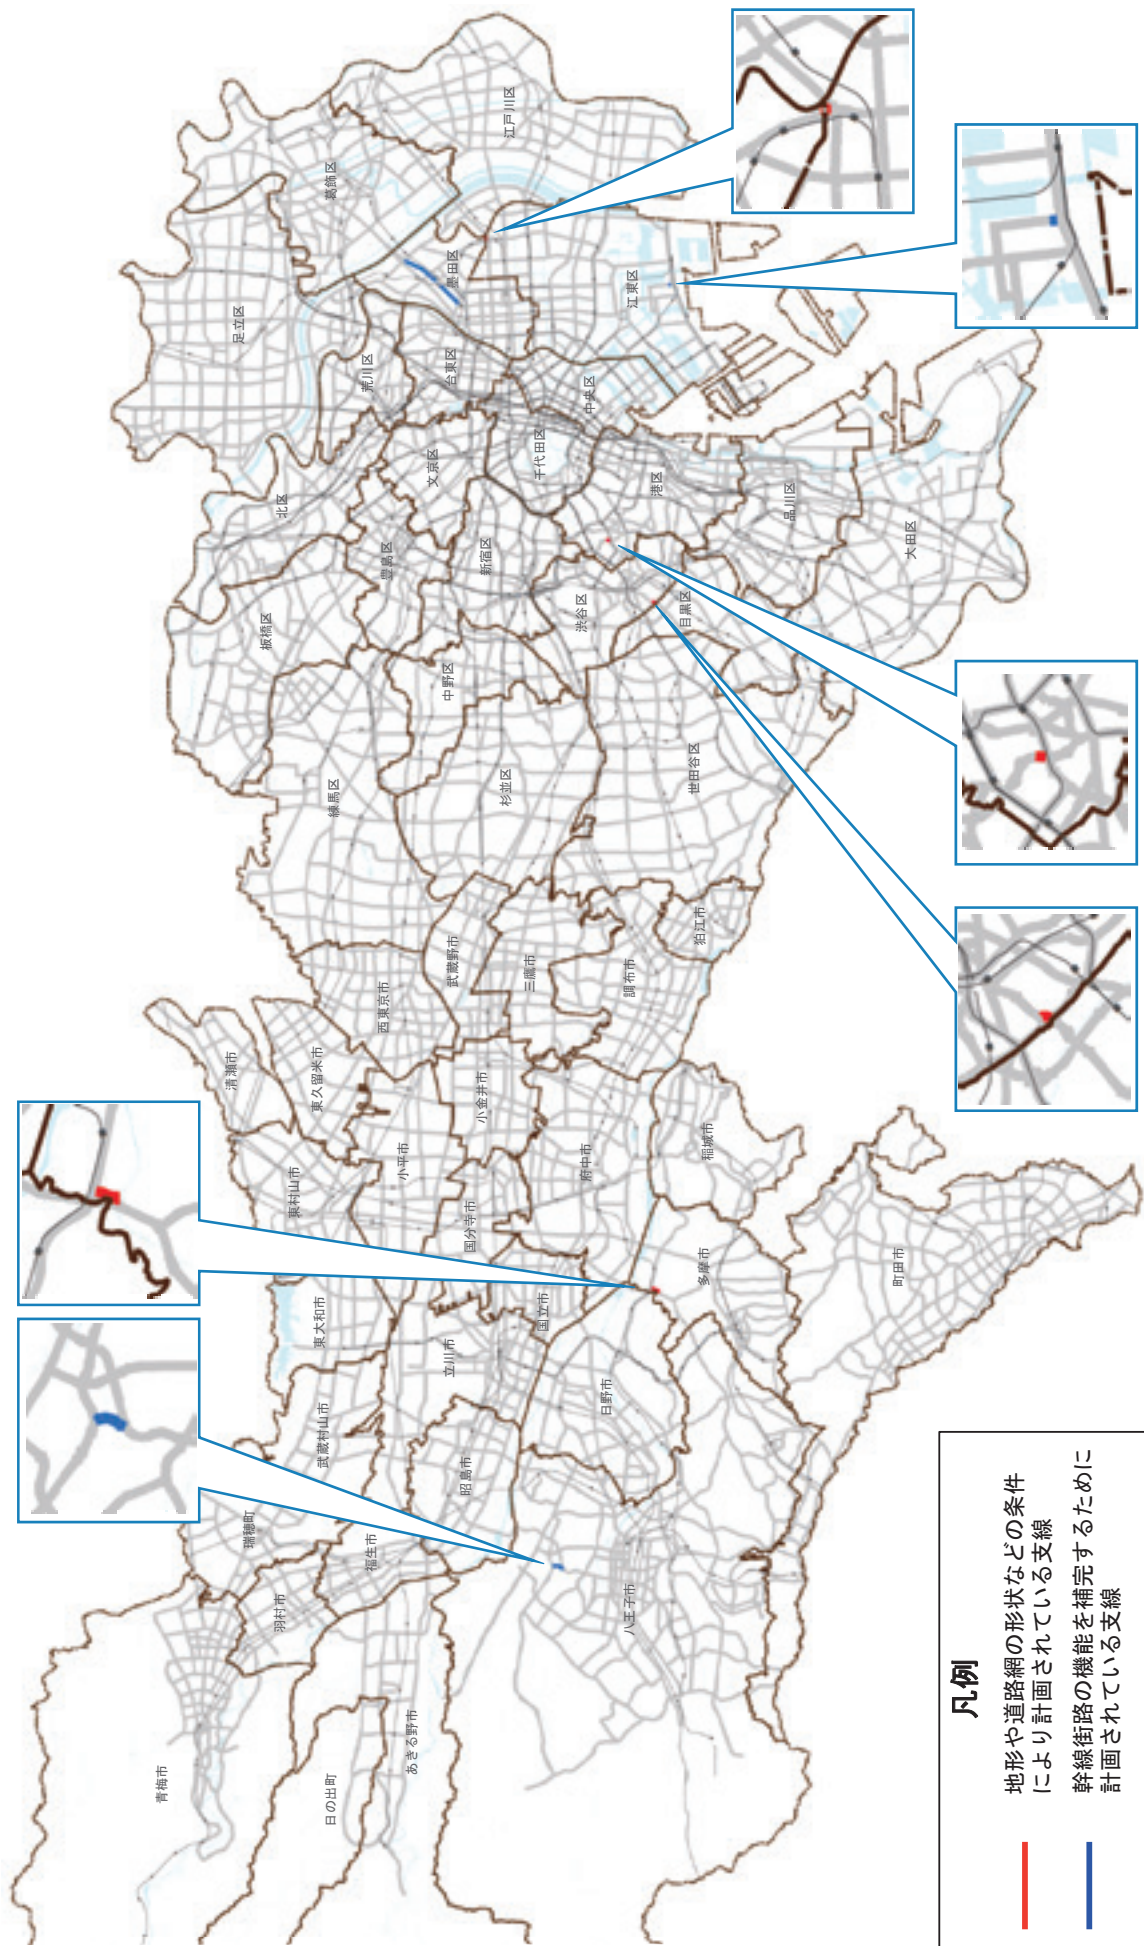 青梅市
日の出町
あきる野市
羽村市
瑞穂町
福生市
武蔵村山市
昭島市
八王子市
東大和市
立川市
国立市
日野市
東村山市
小平市
国分寺市
府中市
多摩市
稲城市
町田市
清瀬市
東久留米市
小金井市
西東京市
武蔵野市
三鷹市
調布市
狛江市
練馬区
杉並区
世田谷区
板橋区
中野区
豊島区
新宿区
渋谷区
目黒区
北区
文京区
千代田区
港区
品川区
大田区
足立区
荒川区
台東区
中央区
葛飾区
墨田区
江東区
江戸川区
凡例
地形や道路網の形状などの条件
により計画されている支線
幹線街路の機能を補完するために
計画されている支線